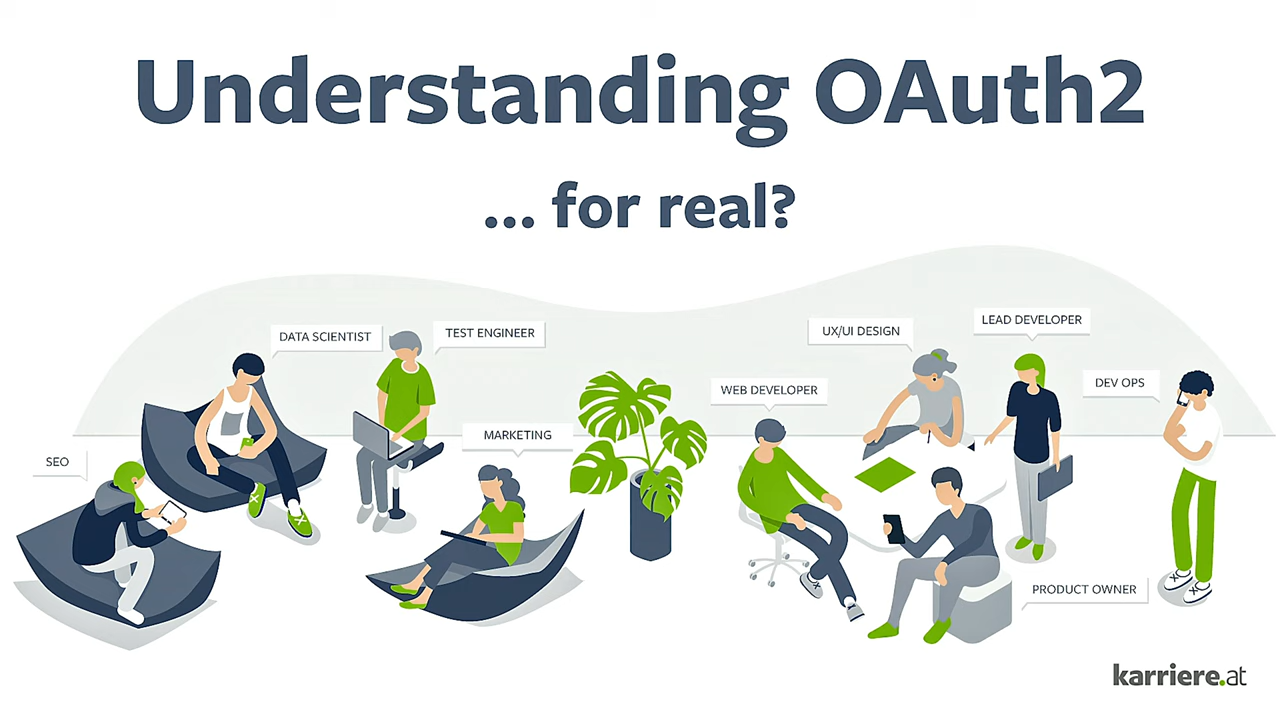 Understanding OAuth2
... for real?
DATA SCIENTIST
TEST ENGINEER
UX/UI DESIGN
LEAD DEVELOPER
WEB DEVELOPER
DEV OPS
MARKETING
SEO
PRODUCT OWNER
karriere.at